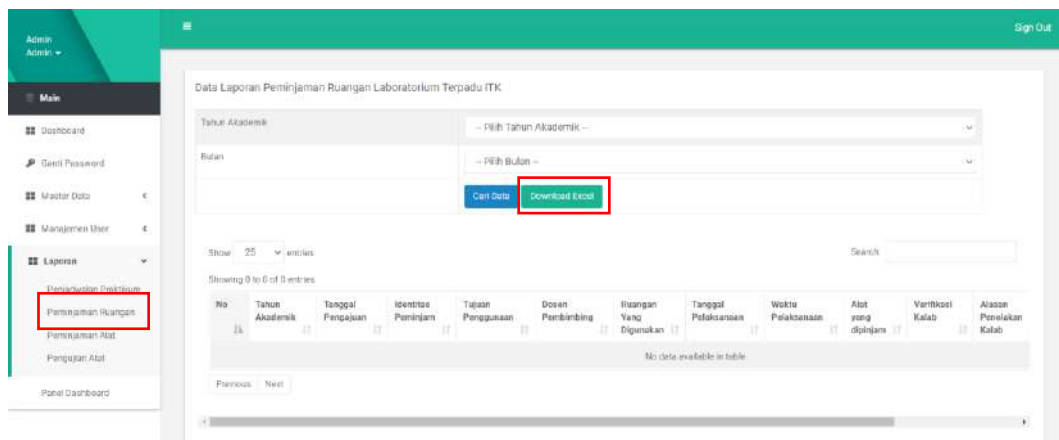 Admin
Admin
Sign Out
Main
Dashboard
Ganti Password
Master Data
Manajemen User
Laporan
Penjadwalan Praktikum
Peminjaman Ruangan
Peminjaman Alat
Pengujian Alat
Panel Dashboard
Data Laporan Peminjaman Ruangan Laboratorium Terpadu ITK
Tahun Akademik
-- Pilih Tahun Akademik --
Bulan
-- Pilih Bulan --
Cari Data
Download Excel
Show 25 entries
Search:
Showing 0 to 0 of 0 entries
No
Tahun Akademik
Tanggal Pengajuan
Identitas Peminjam
Tujuan Penggunaan
Dosen Pembimbing
Ruangan Yang Digunakan
Tanggal Pelaksanaan
Waktu Pelaksanaan
Alat yang dipinjam
Verifikasi Kalab
Alasan Penolakan Kalab
No data available in table
Previous Next